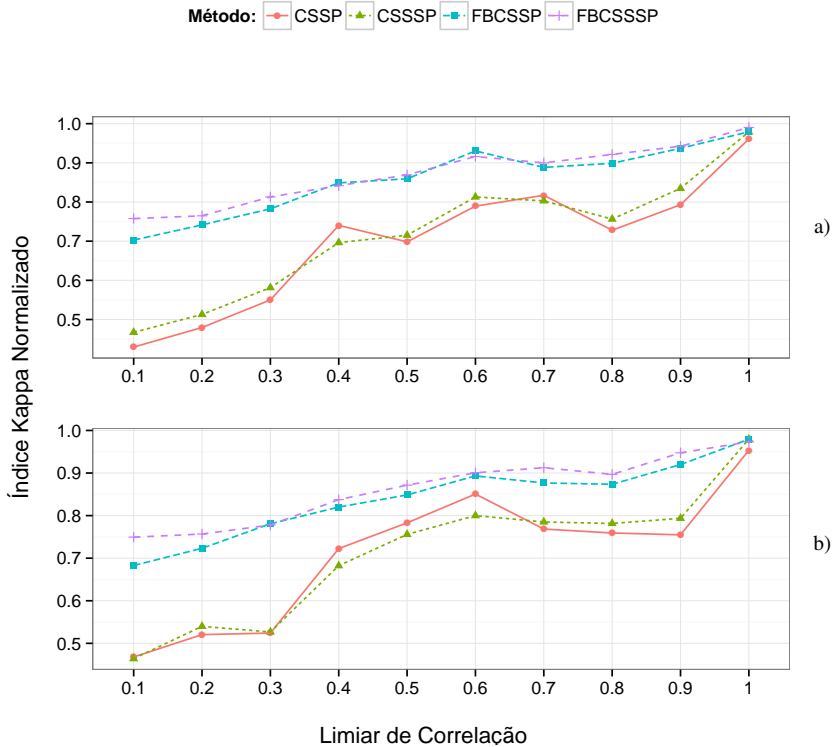 Método: CSSP CSSSP FBCSSP FBCSSSP
Índice Kappa Normalizado
1.0
0.9
0.8
0.7
0.6
0.5
0.1 0.2 0.3 0.4 0.5 0.6 0.7 0.8 0.9 1
a)
1.0
0.9
0.8
0.7
0.6
0.5
0.1 0.2 0.3 0.4 0.5 0.6 0.7 0.8 0.9 1
b)
Limiar de Correlação